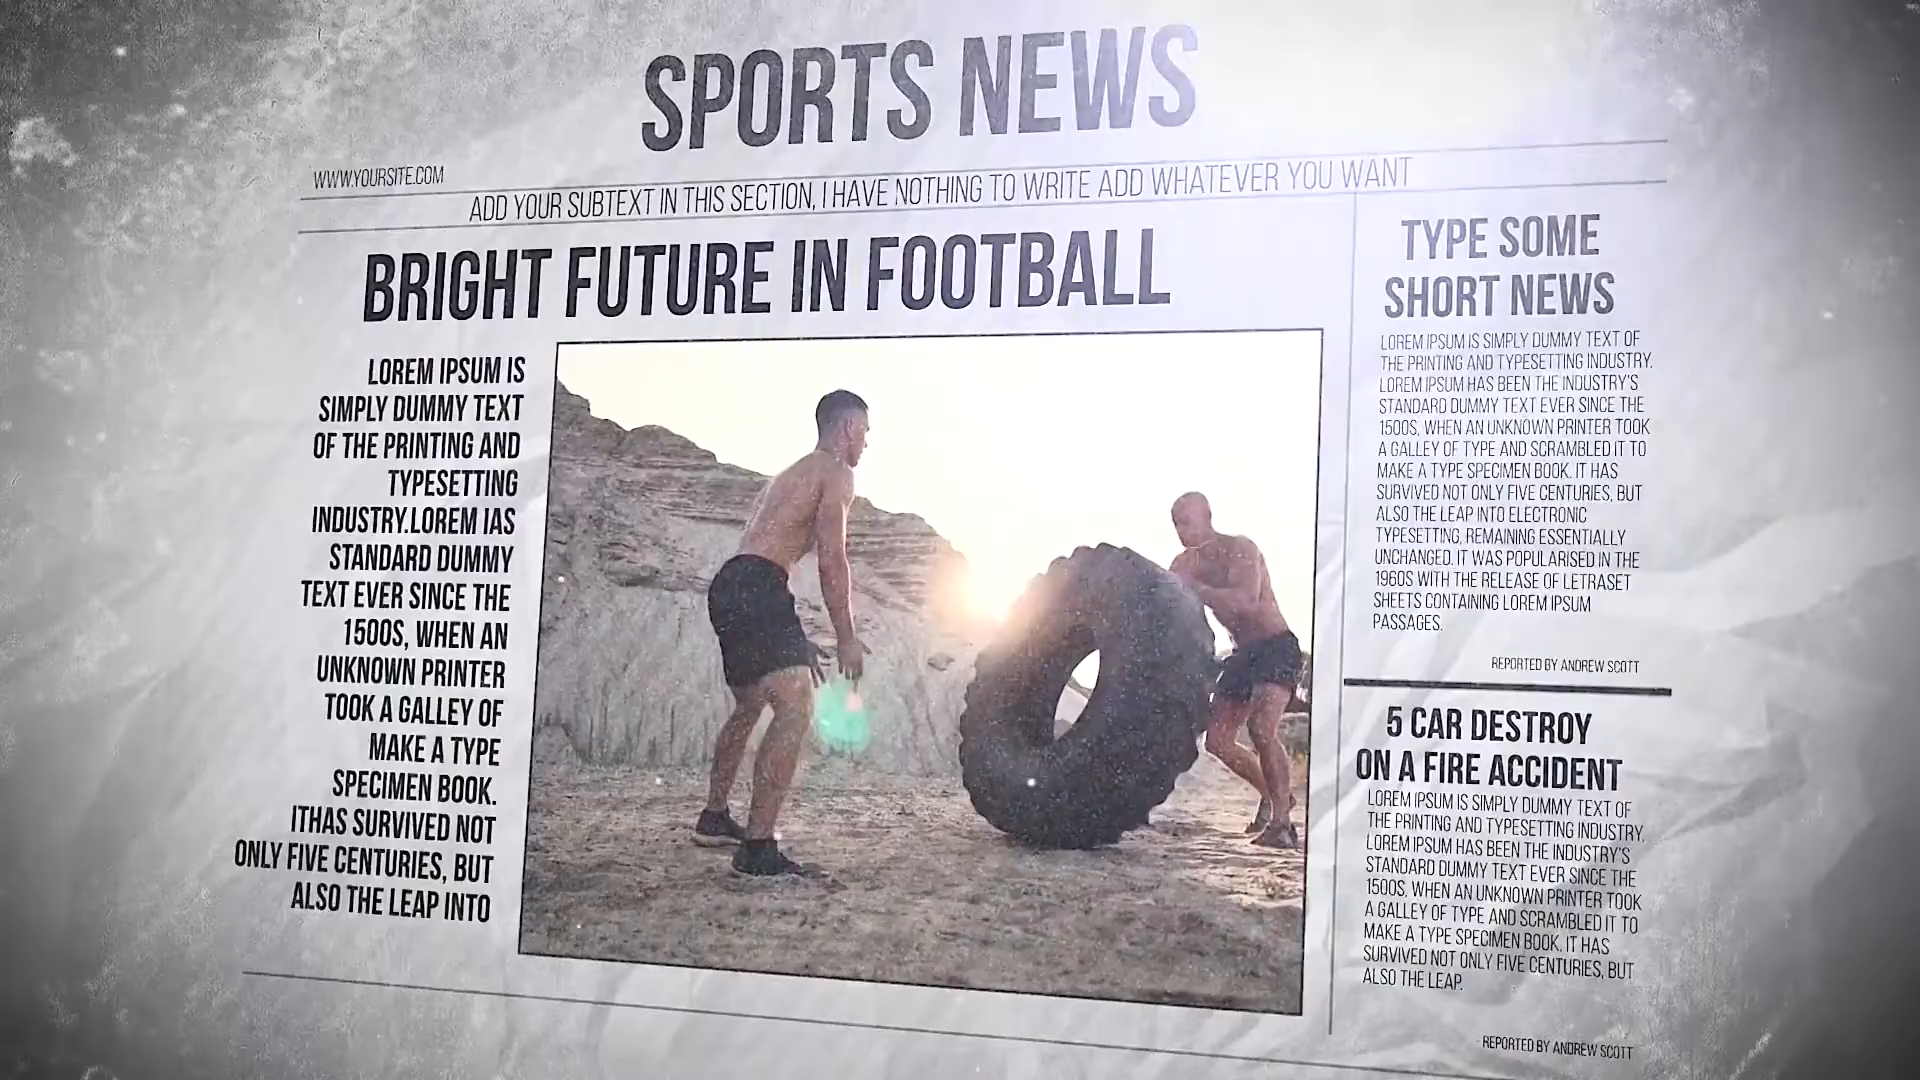 SPORTS NEWS
WWW.YOURSITE.COM
ADD YOUR SUBTEXT IN THIS SECTION, I HAVE NOTHING TO WRITE ADD WHATEVER YOU WANT
BRIGHT FUTURE IN FOOTBALL
LOREM IPSUM IS
SIMPLY DUMMY TEXT
OF THE PRINTING AND
TYPESETTING
INDUSTRY.LOREM IAS
STANDARD DUMMY
TEXT EVER SINCE THE
1500S, WHEN AN
UNKNOWN PRINTER
TOOK A GALLEY OF
MAKE A TYPE
SPECIMEN BOOK.
ITHAS SURVIVED NOT
ONLY FIVE CENTURIES, BUT
ALSO THE LEAP INTO
TYPE SOME
SHORT NEWS
LOREM IPSUM IS SIMPLY DUMMY TEXT OF
THE PRINTING AND TYPESETTING INDUSTRY.
LOREM IPSUM HAS BEEN THE INDUSTRY'S
STANDARD DUMMY TEXT EVER SINCE THE
1500S, WHEN AN UNKNOWN PRINTER TOOK
A GALLEY OF TYPE AND SCRAMBLED IT TO
MAKE A TYPE SPECIMEN BOOK. IT HAS
SURVIVED NOT ONLY FIVE CENTURIES, BUT
ALSO THE LEAP INTO ELECTRONIC
TYPESETTING, REMAINING ESSENTIALLY
UNCHANGED. IT WAS POPULARISED IN THE
1960S WITH THE RELEASE OF LETRASET
SHEETS CONTAINING LOREM IPSUM
PASSAGES.
REPORTED BY ANDREW SCOTT
5 CAR DESTROY
ON A FIRE ACCIDENT
LOREM IPSUM IS SIMPLY DUMMY TEXT OF
THE PRINTING AND TYPESETTING INDUSTRY.
LOREM IPSUM HAS BEEN THE INDUSTRY'S
STANDARD DUMMY TEXT EVER SINCE THE
1500S, WHEN AN UNKNOWN PRINTER TOOK
A GALLEY OF TYPE AND SCRAMBLED IT TO
MAKE A TYPE SPECIMEN BOOK. IT HAS
SURVIVED NOT ONLY FIVE CENTURIES, BUT
ALSO THE LEAP.
REPORTED BY ANDREW SCOTT